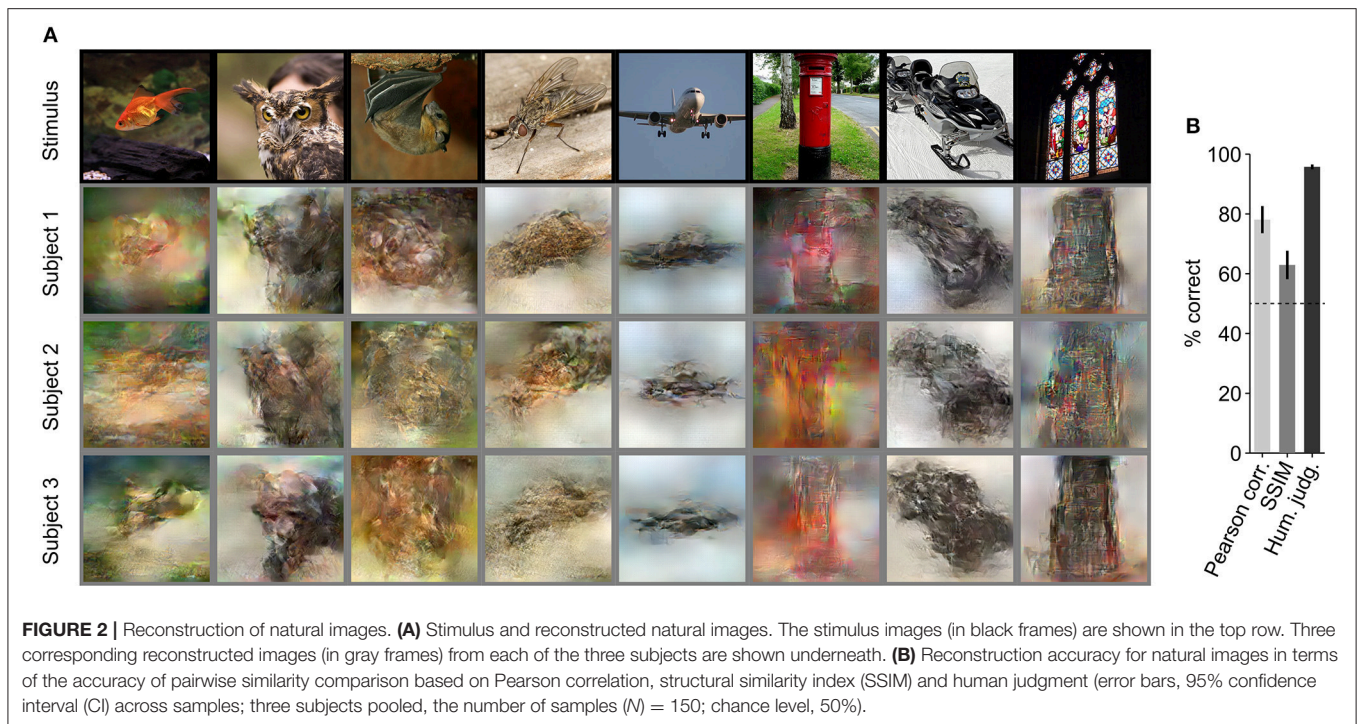 A
Stimulus
Subject 1
Subject 2
Subject 3
B
% correct
100
80
60
40
20
0
Pearson corr.
SSIM
Hum. judg.
FIGURE 2 | Reconstruction of natural images. (A) Stimulus and reconstructed natural images. The stimulus images (in black frames) are shown in the top row. Three
corresponding reconstructed images (in gray frames) from each of the three subjects are shown underneath. (B) Reconstruction accuracy for natural images in terms
of the accuracy of pairwise similarity comparison based on Pearson correlation, structural similarity index (SSIM) and human judgment (error bars, 95% confidence
interval (CI) across samples; three subjects pooled, the number of samples (N) = 150; chance level, 50%).